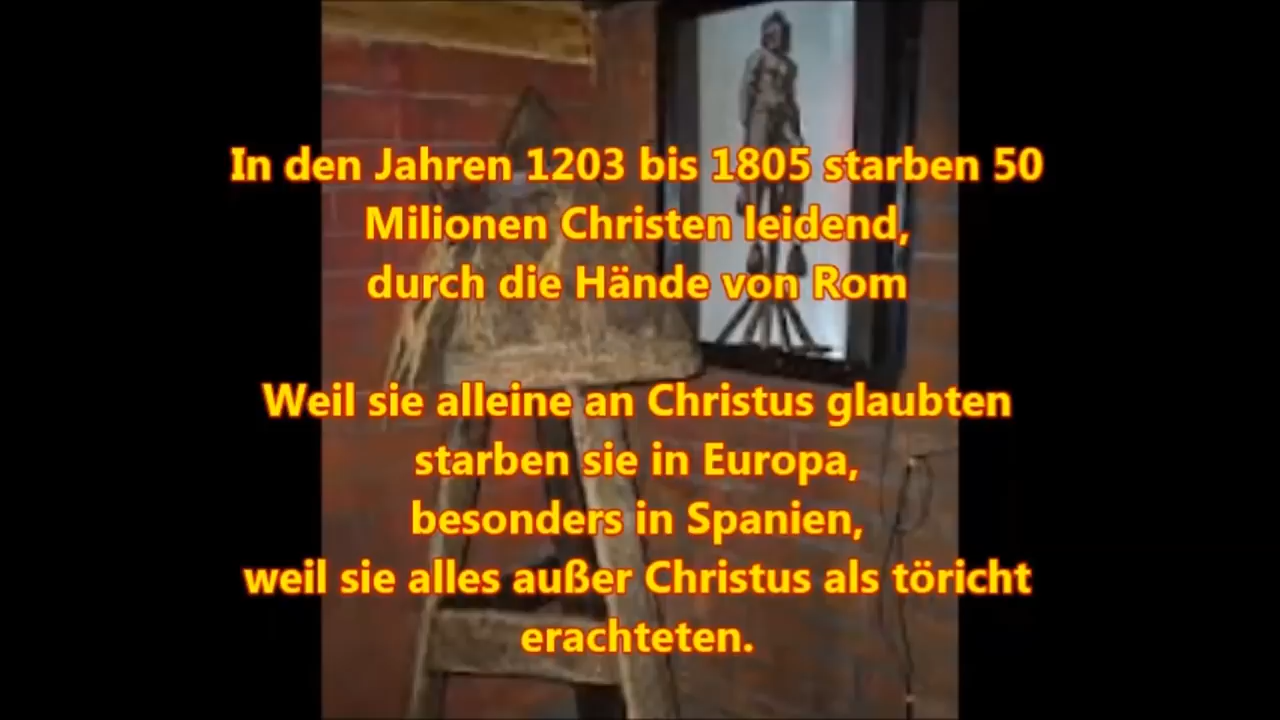 In den Jahren 1203 bis 1805 starben 50
Milionen Christen leidend,
durch die Hände von Rom
Weil sie alleine an Christus glaubten
starben sie in Europa,
besonders in Spanien,
weil sie alles außer Christus als töricht
erachteten.